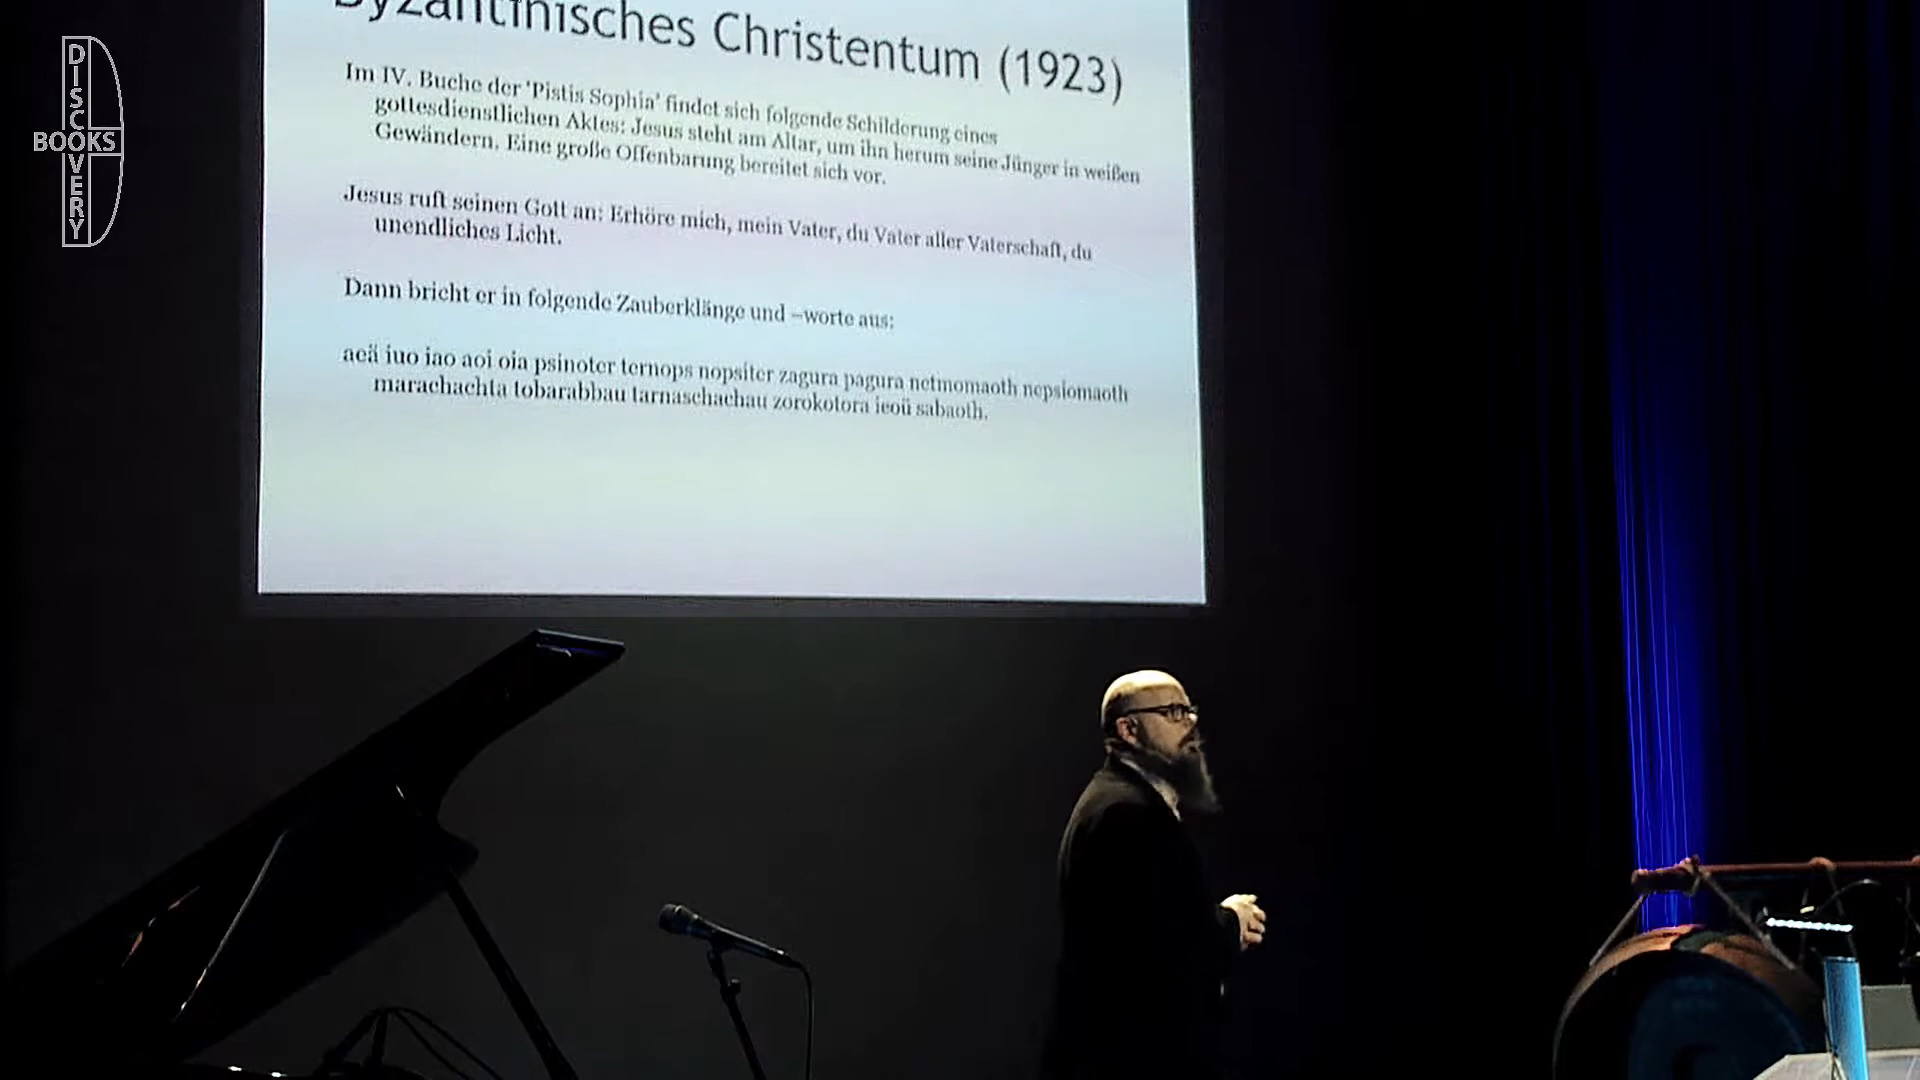 DISCOVERY
BOOKS
Byzantinisches Christentum (1923)
Im IV. Buche der 'Pistis Sophia' findet sich folgende Schilderung eines
gottesdienstlichen Aktes: Jesus steht am Altar, um ihn herum seine Jünger in weißen
Gewändern. Eine große Offenbarung bereitet sich vor.
Jesus ruft seinen Gott an: Erhöre mich, mein Vater, du Vater aller Vaterschaft, du
unendliches Licht.
Dann bricht er in folgende Zauberklänge und –worte aus:
aeä iuo iao aoi oia psinoter ternops nopsiter zagura pagura netmomaoth nepsiomaoth
marachachta tobarabbau tarnaschachau zorokotora ieoü sabaoth.